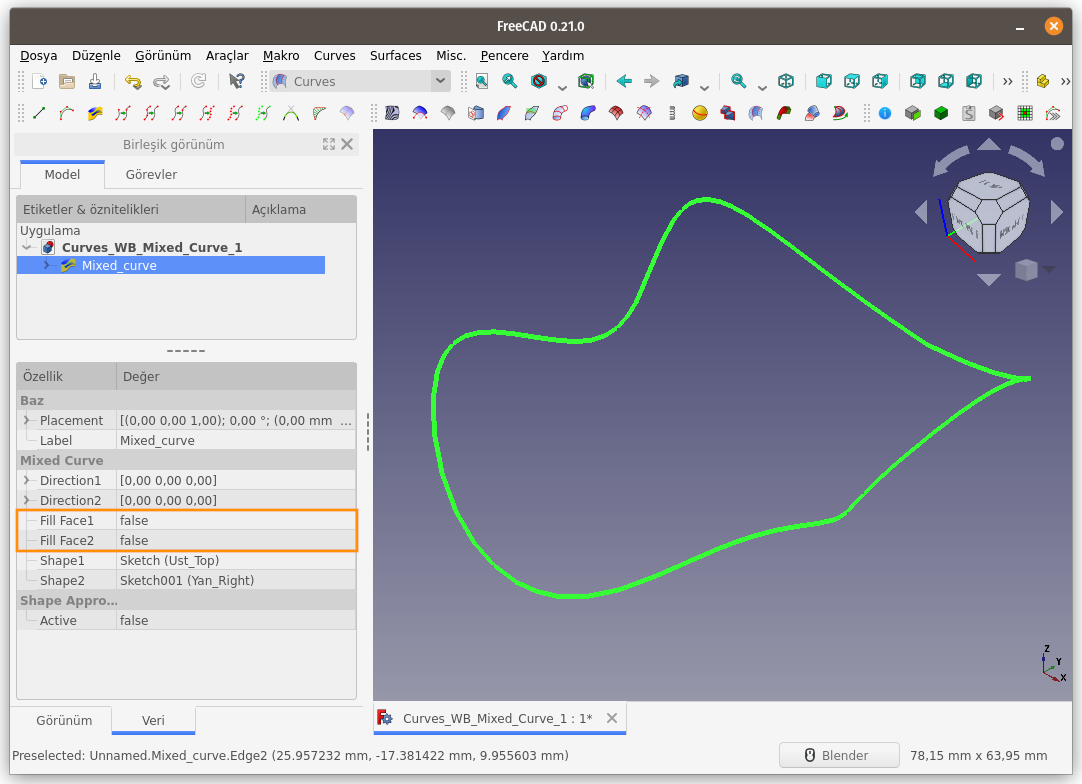 FreeCAD 0.21.0
Dosya Düzenle Görünüm Araçlar Makro Curves Surfaces Misc. Pencere Yardım
Curves
Birleşik görünüm
Model Görevler
Etiketler & öznitelikleri Açıklama
Uygulama
Curves_WB_Mixed_Curve_1
Mixed_curve
Özellik Değer
Baz
Placement [(0,00 0,00 1,00); 0,00 °; (0,00 mm ...
Label Mixed_curve
Mixed Curve
Direction1 [0,00 0,00 0,00]
Direction2 [0,00 0,00 0,00]
Fill Face1 false
Fill Face2 false
Shape1 Sketch (Ust_Top)
Shape2 Sketch001 (Yan_Right)
Shape Appro...
Active false
Z
Y
X
Görünüm Veri
Curves_WB_Mixed_Curve_1 : 1*
Preselected: Unnamed.Mixed_curve.Edge2 (25.957232 mm, -17.381422 mm, 9.955603 mm) Blender 78,15 mm x 63,95 mm